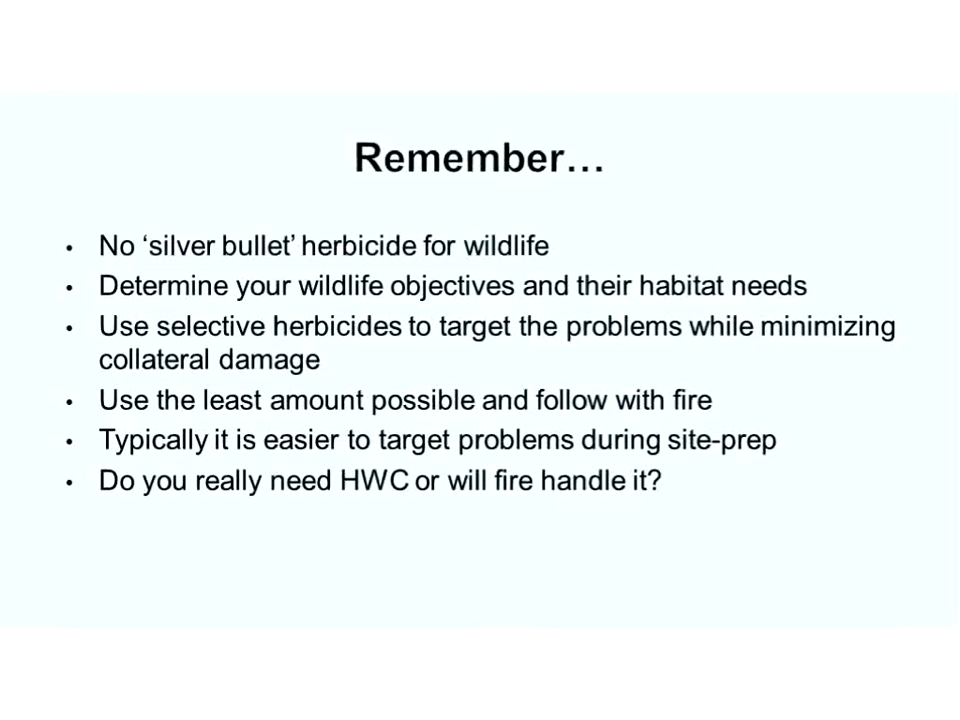 Remember…
• No ‘silver bullet’ herbicide for wildlife
• Determine your wildlife objectives and their habitat needs
• Use selective herbicides to target the problems while minimizing
collateral damage
• Use the least amount possible and follow with fire
• Typically it is easier to target problems during site-prep
• Do you really need HWC or will fire handle it?